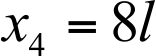 x₄ = 8l